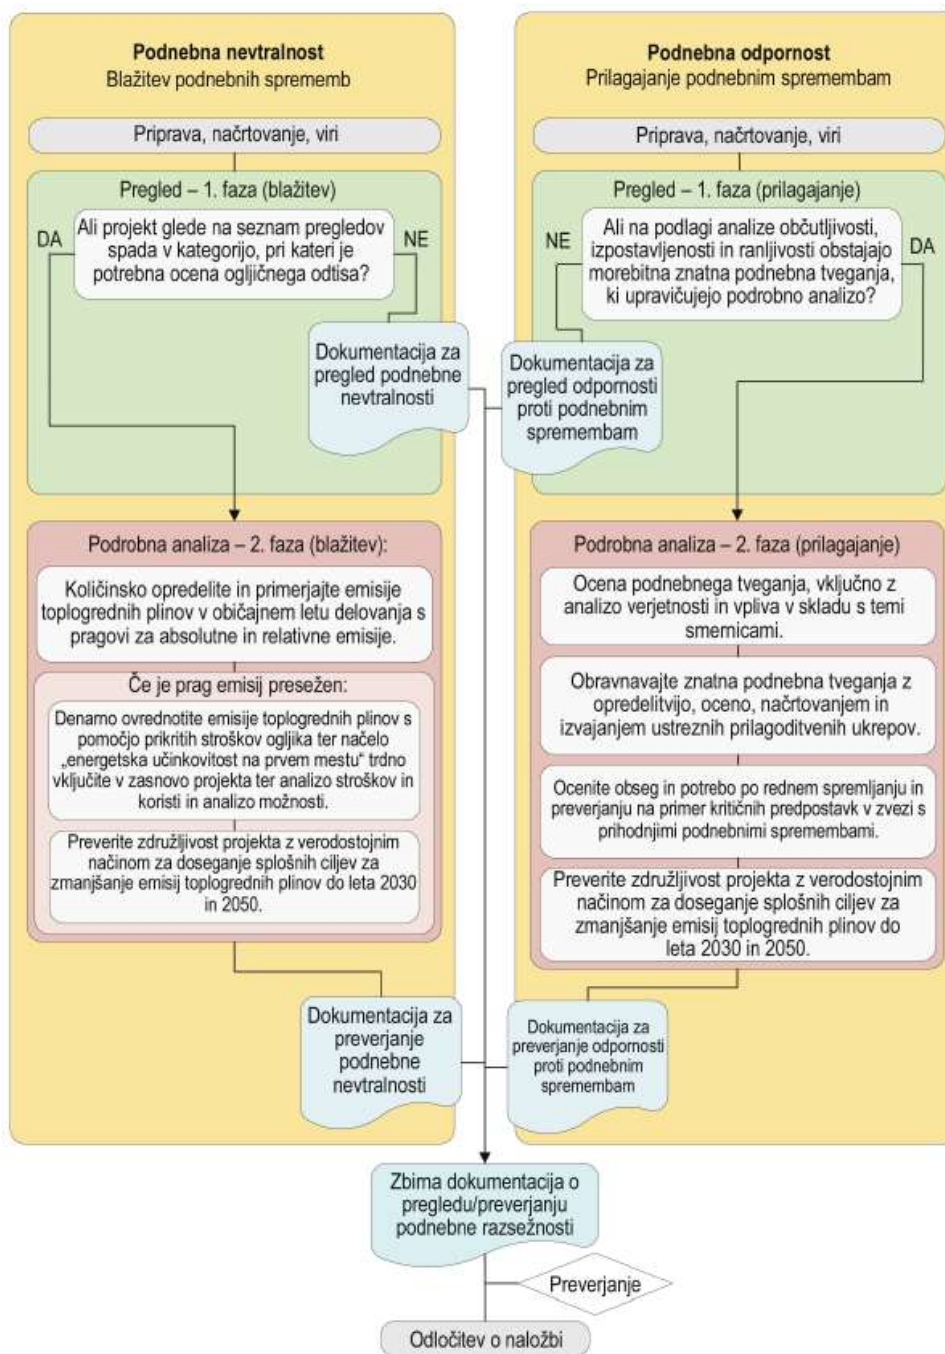 Podnebna nevtralnost
Blažitev podnebnih sprememb
Priprava, načrtovanje, viri
Pregled – 1. faza (blažitev)
DA
Ali projekt glede na seznam pregledov
spada v kategorijo, pri kateri je
potrebna ocena ogljičnega odtisa?
NE
Dokumentacija za
pregled podnebne
nevtralnosti
Podrobna analiza – 2. faza (blažitev):
Količinsko opredelite in primerjajte emisije
toplogrednih plinov v običajnem letu delovanja s
pragovi za absolutne in relativne emisije.
Če je prag emisij presežen:
Denarno ovrednotite emisije toplogrednih plinov s
pomočjo prikritih stroškov ogljika ter načelo
„energetska učinkovitost na prvem mestu“ trdno
vključite v zasnovo projekta ter analizo stroškov in
koristi in analizo možnosti.
Preverite združljivost projekta z verodostojnim
načinom za doseganje splošnih ciljev za
zmanjšanje emisij toplogrednih plinov do leta 2030
in 2050.
Dokumentacija za
preverjanje
podnebne
nevtralnosti
Podnebna odpornost
Prilagajanje podnebnim spremembam
Priprava, načrtovanje, viri
Pregled – 1. faza (prilagajanje)
NE
Ali na podlagi analize občutljivosti,
izpostavljenosti in ranljivosti obstajajo
morebitna znatna podnebna tveganja,
ki upravičujejo podrobno analizo?
DA
Dokumentacija za
pregled odpornosti
proti podnebnim
spremembam
Podrobna analiza – 2. faza (prilagajanje)
Ocena podnebnega tveganja, vključno z
analizo verjetnosti in vpliva v skladu s temi
smernicami.
Obravnavajte znatna podnebna tveganja z
opredelitvijo, oceno, načrtovanjem in
izvajanjem ustreznih prilagoditvenih ukrepov.
Ocenite obseg in potrebo po rednem spremljanju in
preverjanju na primer kritičnih predpostavk v zvezi s
prihodnjimi podnebnimi spremembami.
Preverite združljivost projekta z verodostojnim
načinom za doseganje splošnih ciljev za
zmanjšanje emisij toplogrednih plinov do
leta 2030 in 2050.
Dokumentacija za
preverjanje odpornosti
proti podnebnim
spremembam
Zbirna dokumentacija o
pregledu/preverjanju
podnebne razsežnosti
Preverjanje
Odločitev o naložbi